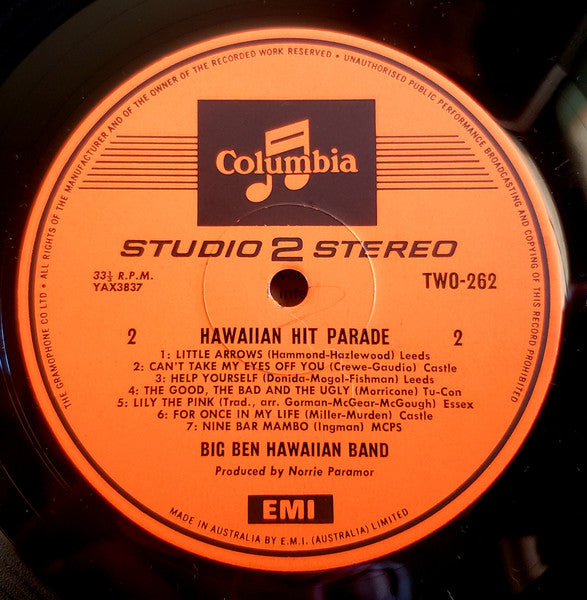 • ALL RIGHTS OF THE MANUFACTURER AND OF THE OWNER OF THE RECORDED WORK RESERVED • UNAUTHORISED PUBLIC PERFORMANCE BROADCASTING AND COPYING OF THIS RECORD PROHIBITED
THE GRAMOPHONE CO LTD
Columbia
STUDIO 2 STEREO
33⅓ R.P.M.
YAX3837
TWO-262
2 HAWAIIAN HIT PARADE 2
1: LITTLE ARROWS (Hammond-Hazlewood) Leeds
2: CAN'T TAKE MY EYES OFF YOU (Crewe-Gaudio) Castle
3: HELP YOURSELF (Donida-Mogol-Fishman) Leeds
4: THE GOOD, THE BAD AND THE UGLY (Morricone) Tu-Con
5: LILY THE PINK (Trad., arr. Gorman-McGear-McGough) Essex
6: FOR ONCE IN MY LIFE (Miller-Murden) Castle
7: NINE BAR MAMBO (Ingman) MCPS
BIG BEN HAWAIIAN BAND
Produced by Norrie Paramor
EMI
MADE IN AUSTRALIA BY E.M.I. (AUSTRALIA) LIMITED